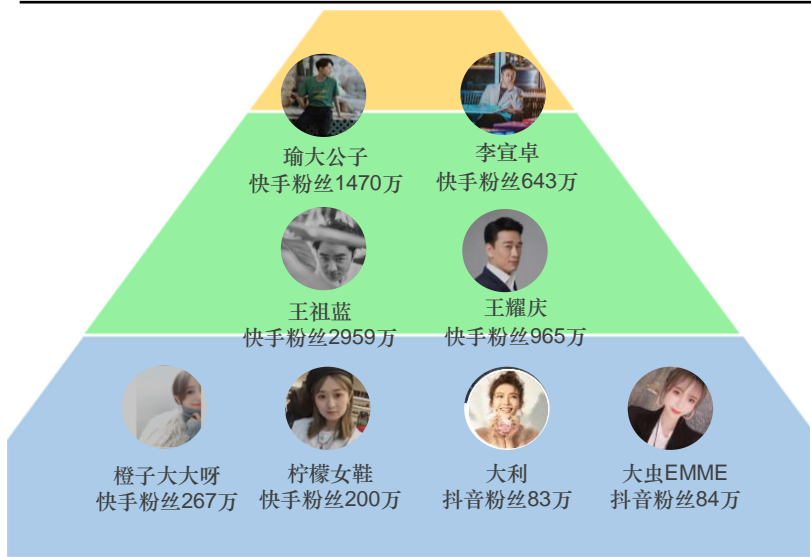 瑜大公子
快手粉丝1470万
李宣卓
快手粉丝643万
王祖蓝
快手粉丝2959万
王耀庆
快手粉丝965万
橙子大大呀
快手粉丝267万
柠檬女鞋
快手粉丝200万
大利
抖音粉丝83万
大虫EMME
抖音粉丝84万